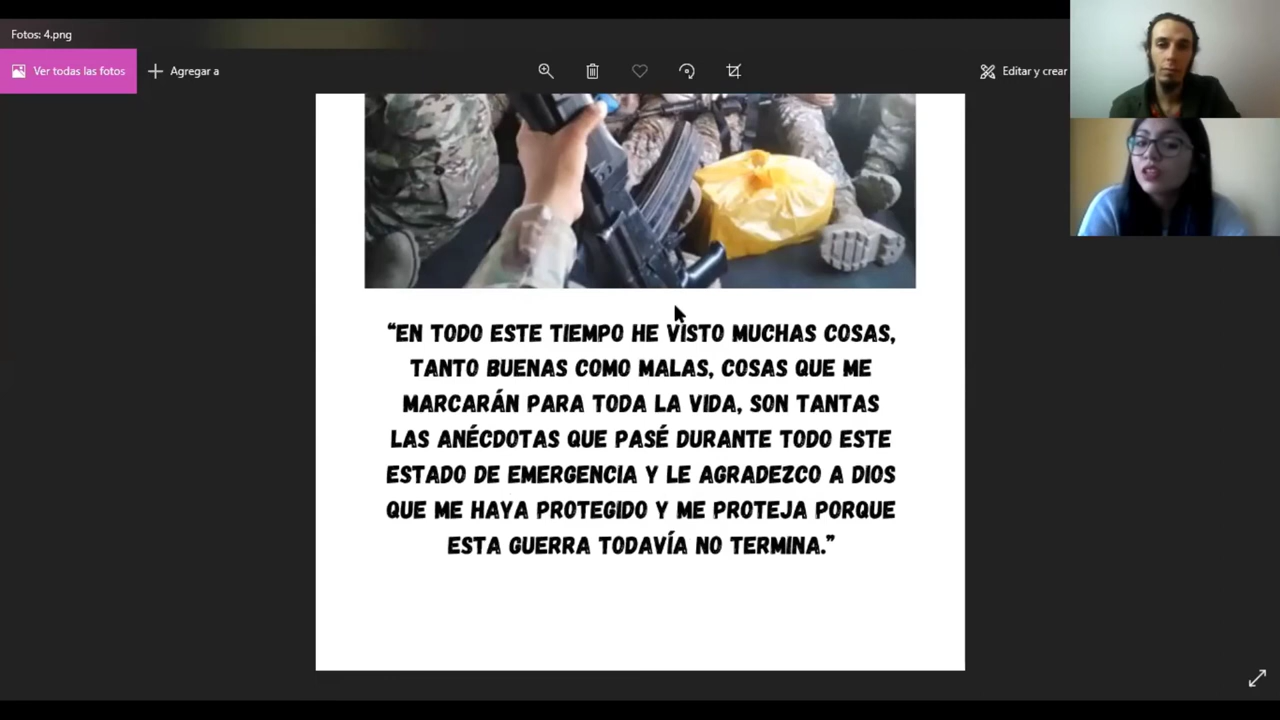 Fotos: 4.png
Ver todas las fotos
Agregar a
Editar y crear
“EN TODO ESTE TIEMPO HE VISTO MUCHAS COSAS,
TANTO BUENAS COMO MALAS, COSAS QUE ME
MARCARÁN PARA TODA LA VIDA, SON TANTAS
LAS ANÉCDOTAS QUE PASÉ DURANTE TODO ESTE
ESTADO DE EMERGENCIA Y LE AGRADEZCO A DIOS
QUE ME HAYA PROTEGIDO Y ME PROTEJA PORQUE
ESTA GUERRA TODAVÍA NO TERMINA.”